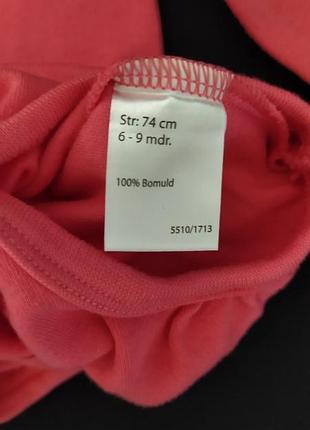 Str: 74 cm
6 - 9 mdr.
100% Bomuld
5510/1713